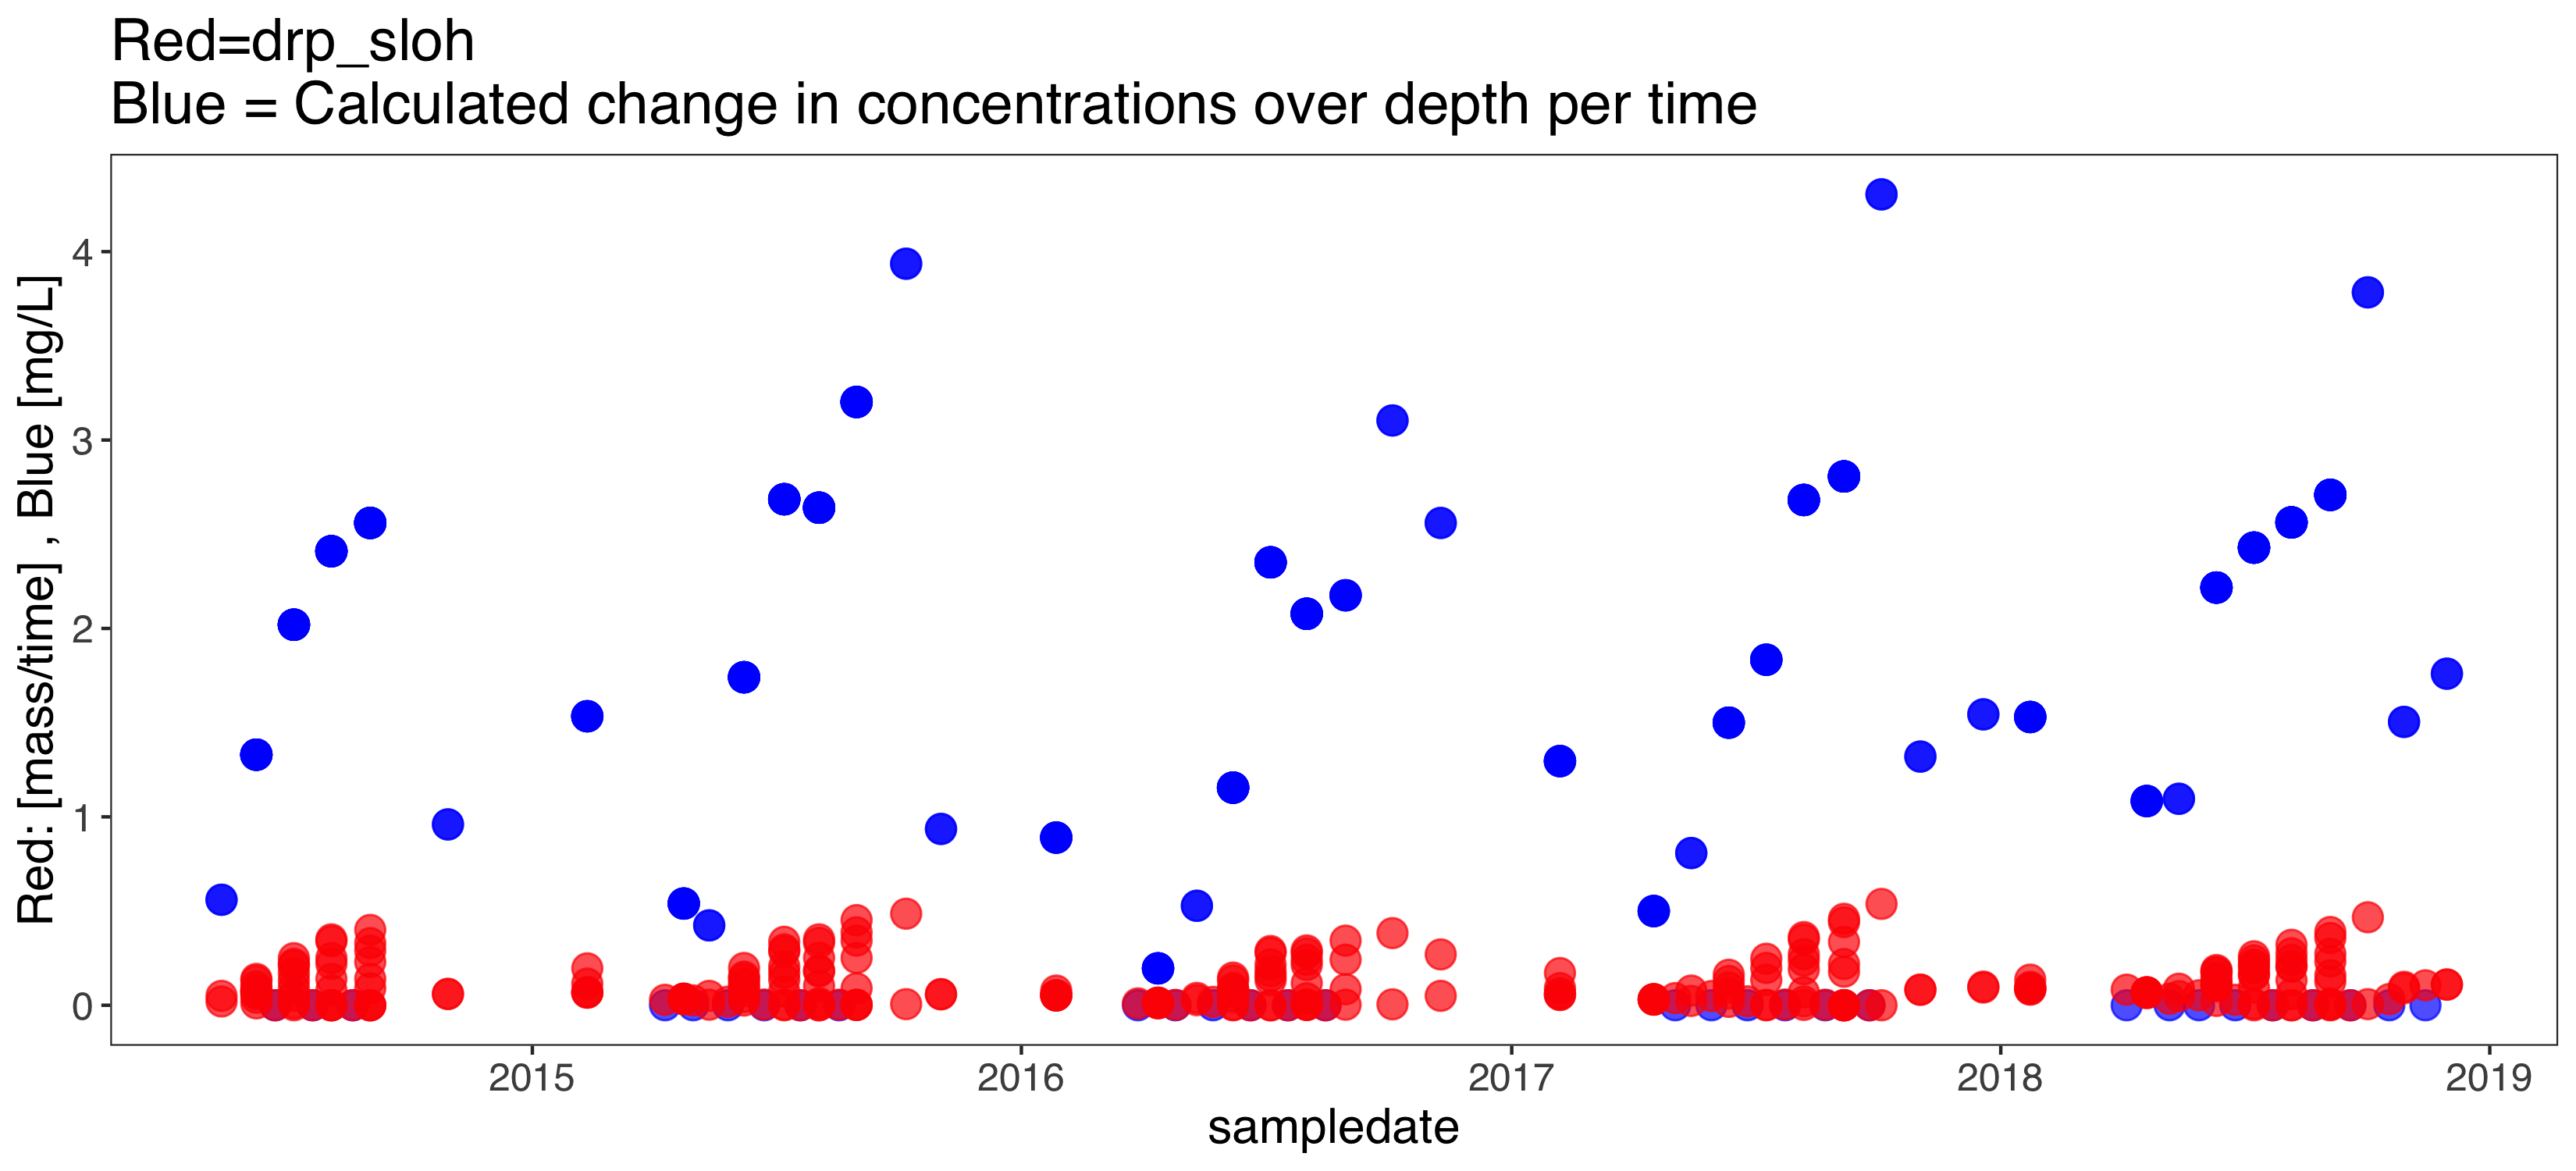 Red=drp_sloh
Blue = Calculated change in concentrations over depth per time
Red: [mass/time] , Blue [mg/L]
4
3
2
1
0
2015 2016 2017 2018 2019
sampledate